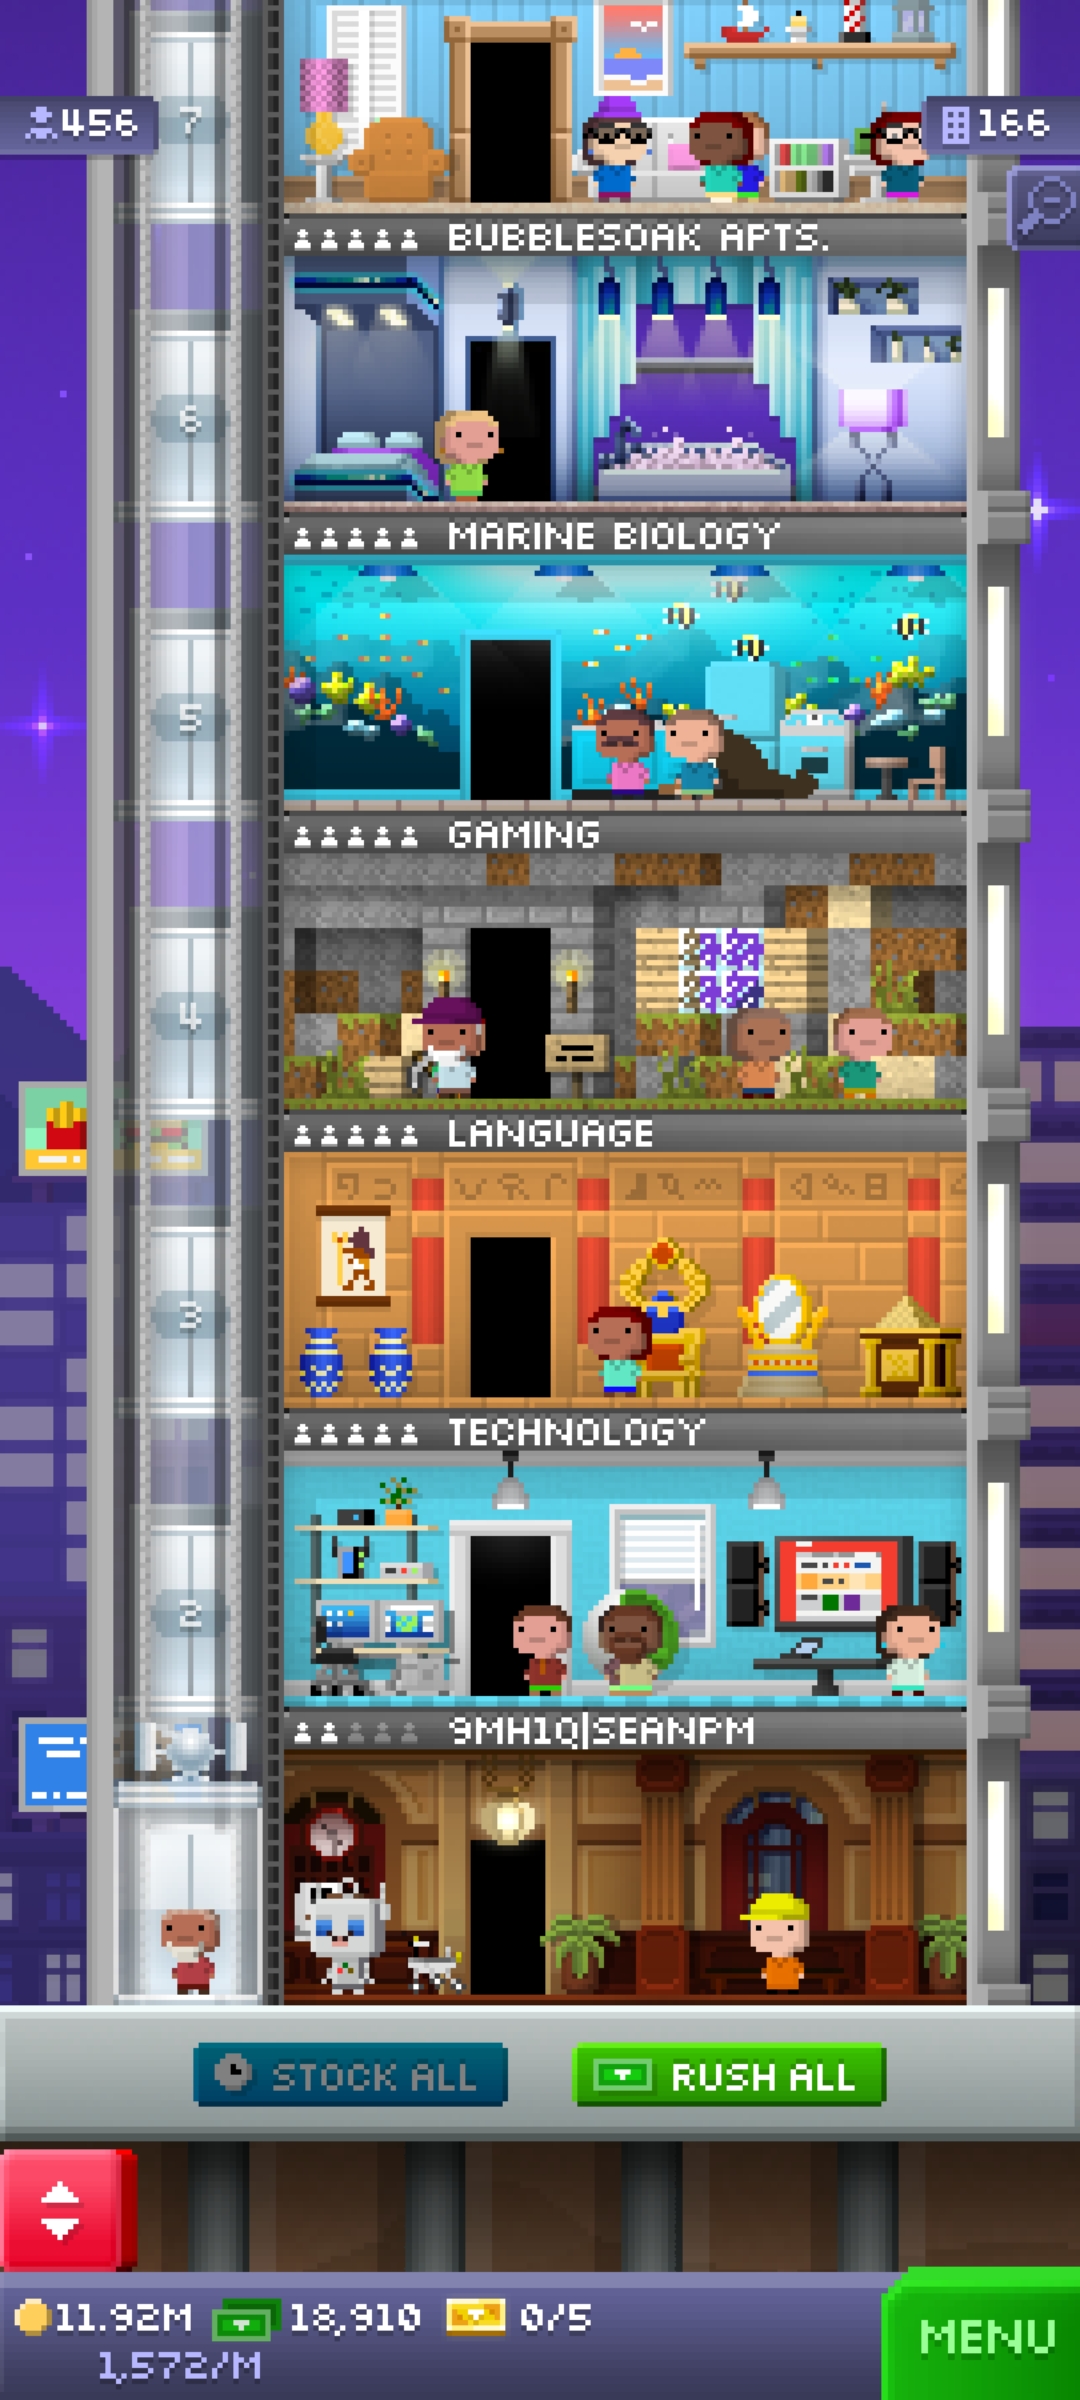 7
456
166
BUBBLESOAK APTS.
6
MARINE BIOLOGY
5
GAMING
4
LANGUAGE
3
TECHNOLOGY
2
9MH1Q|SEANPM
STOCK ALL
RUSH ALL
11.92M
18,910
0/5
1,572/M
MENU